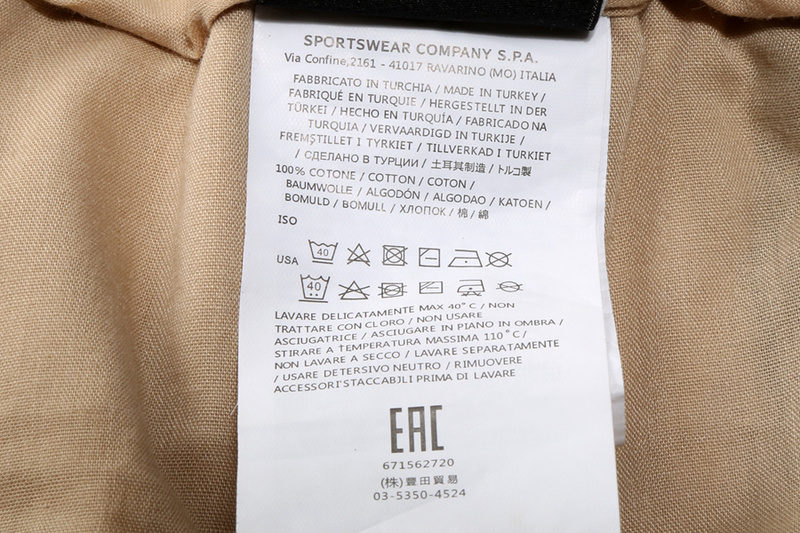 SPORTSWEAR COMPANY S.P.A.
Via Confine,2161 - 41017 RAVARINO (MO) ITALIA
FABBRICATO IN TURCHIA / MADE IN TURKEY /
FABRIQUÉ EN TURQUIE / HERGESTELLT IN DER
TÜRKEI / HECHO EN TURQUÍA / FABRICADO NA
TURQUIA / VERVAARDIGD IN TURKIJE /
FREMSTILLET I TYRKIET / TILLVERKAD I TURKIET
/ СДЕЛАНО В ТУРЦИИ / 土耳其制造 / トルコ製
100% COTONE / COTTON / COTON /
BAUMWOLLE / ALGODÓN / ALGODAO / KATOEN /
BOMULD / BOMULL / ХЛОПОК / 棉 / 綿
ISO
USA
40
40
LAVARE DELICATAMENTE MAX 40°C / NON
TRATTARE CON CLORO / NON USARE
ASCIUGATRICE / ASCIUGARE IN PIANO IN OMBRA /
STIRARE A TEMPERATURA MASSIMA 110°C /
NON LAVARE A SECCO / LAVARE SEPARATAMENTE
/ USARE DETERSIVO NEUTRO / RIMUOVERE
ACCESSORI STACCABILI PRIMA DI LAVARE
EAC
671562720
(株)豊田貿易
03-5350-4524